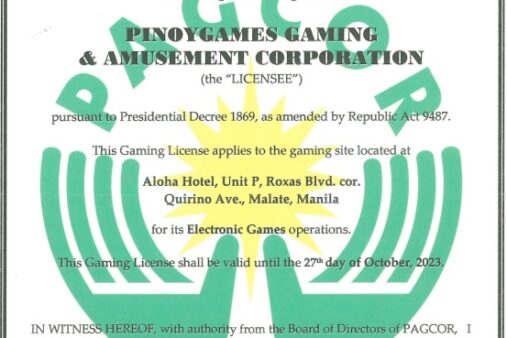 PAGCOR
PINOYGAMES GAMING
& AMUSEMENT CORPORATION
(the “LICENSEE”)
pursuant to Presidential Decree 1869, as amended by Republic Act 9487.
This Gaming License applies to the gaming site located at
Aloha Hotel, Unit P, Roxas Blvd. cor.
Quirino Ave., Malate, Manila
for its Electronic Games operations.
This Gaming License shall be valid until the 27th day of October, 2023.
IN WITNESS HEREOF, with authority from the Board of Directors of PAGCOR, I